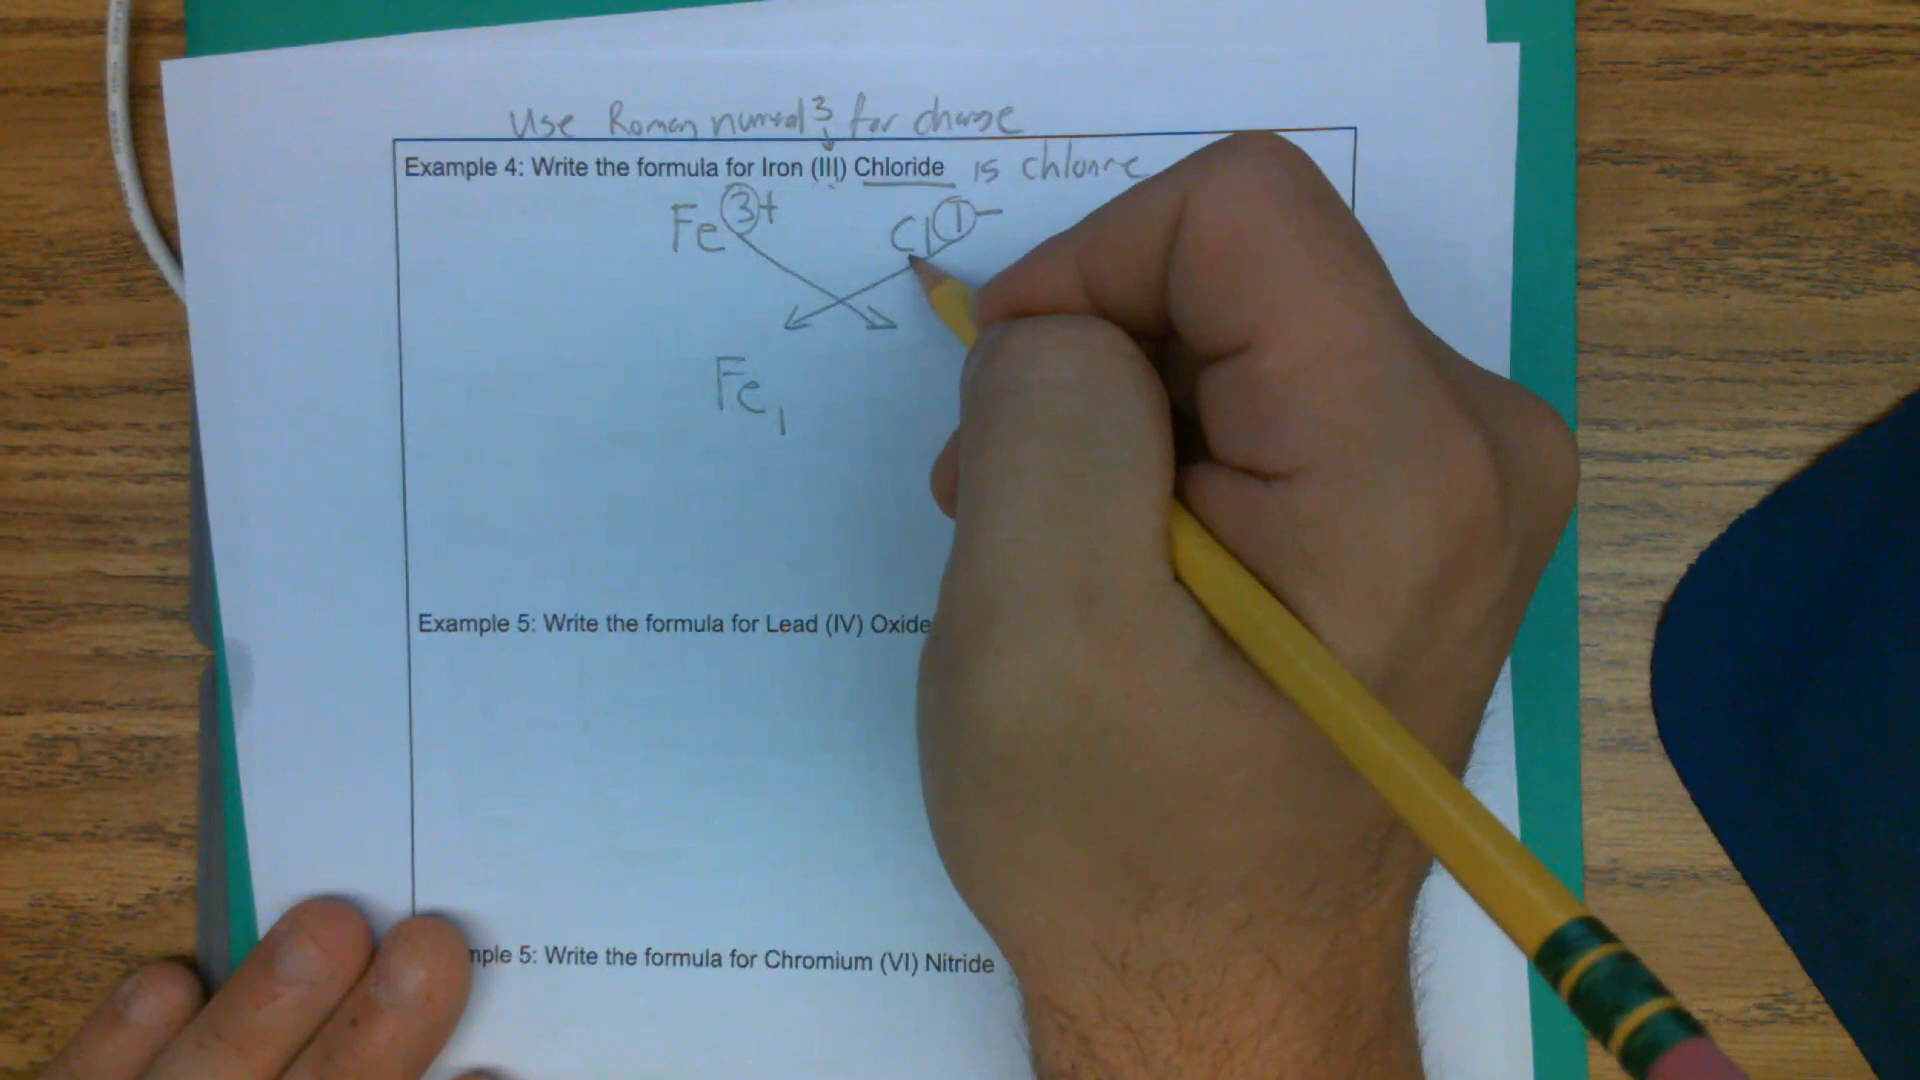 Use Roman numeral 3 for charge
Example 4: Write the formula for Iron (III) Chloride is chlorine
Fe 3+ Cl 1-
Fe 1
Example 5: Write the formula for Lead (IV) Oxide
mple 5: Write the formula for Chromium (VI) Nitride